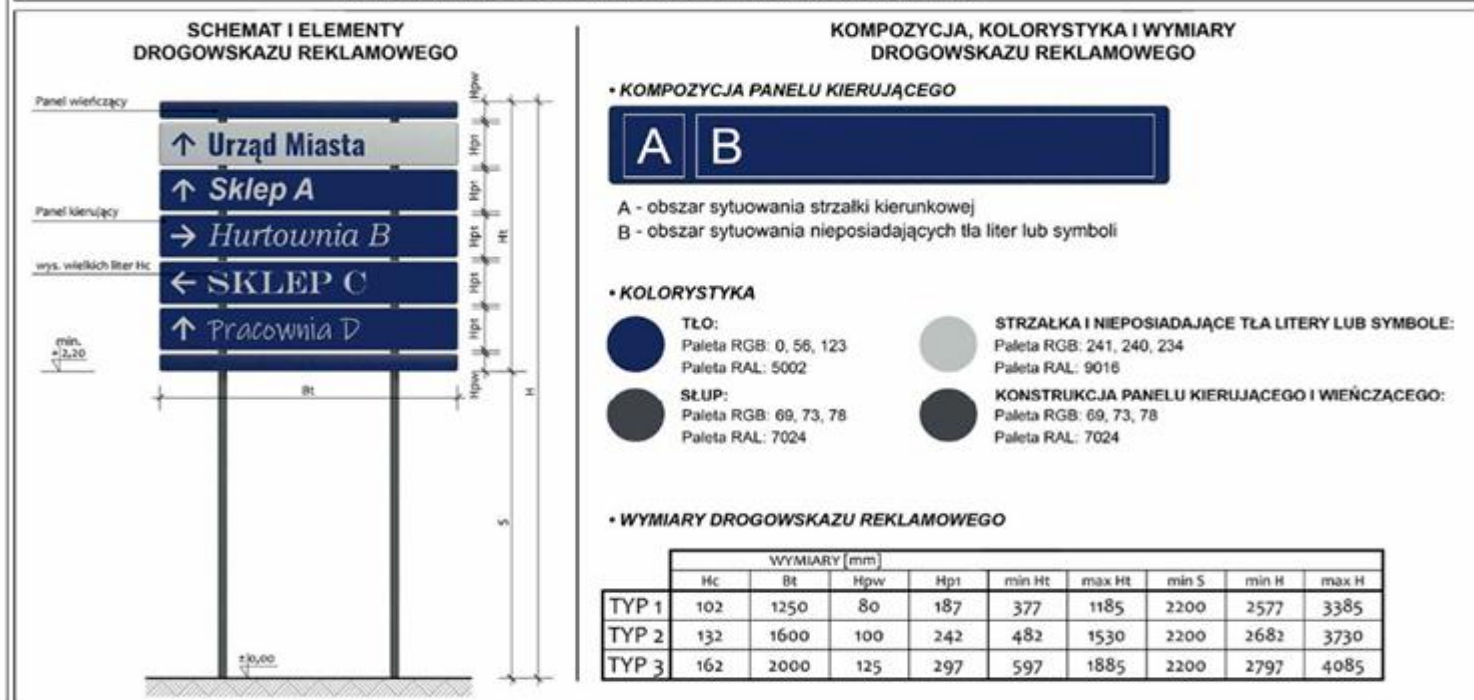 SCHEMAT I ELEMENTY
DROGOWSKAZU REKLAMOWEGO
Panel wieńczący
Panel kierujący
wys. wielkich liter Hc
min.
+2,20
↑ Urząd Miasta
↑ Sklep A
→ Hurtownia B
← SKLEP C
↑ Pracownia D
Bt
±0,00
Hpw
Hp1
Hp1
Hp1
Hp1
Hp1
Hpw
Ht
S
H
KOMPOZYCJA, KOLORYSTYKA I WYMIARY
DROGOWSKAZU REKLAMOWEGO
• KOMPOZYCJA PANELU KIERUJĄCEGO
A B
A - obszar sytuowania strzałki kierunkowej
B - obszar sytuowania nieposiadających tła liter lub symboli
• KOLORYSTYKA
TŁO:
Paleta RGB: 0, 56, 123
Paleta RAL: 5002
STRZAŁKA I NIEPOSIADAJĄCE TŁA LITERY LUB SYMBOLE:
Paleta RGB: 241, 240, 234
Paleta RAL: 9016
SŁUP:
Paleta RGB: 69, 73, 78
Paleta RAL: 7024
KONSTRUKCJA PANELU KIERUJĄCEGO I WIEŃCZĄCEGO:
Paleta RGB: 69, 73, 78
Paleta RAL: 7024
• WYMIARY DROGOWSKAZU REKLAMOWEGO
WYMIARY [mm]
Hc Bt Hpw Hp1 min Ht max Ht min S min H max H
TYP 1 102 1250 80 187 377 1185 2200 2577 3385
TYP 2 132 1600 100 242 482 1530 2200 2682 3730
TYP 3 162 2000 125 297 597 1885 2200 2797 4085